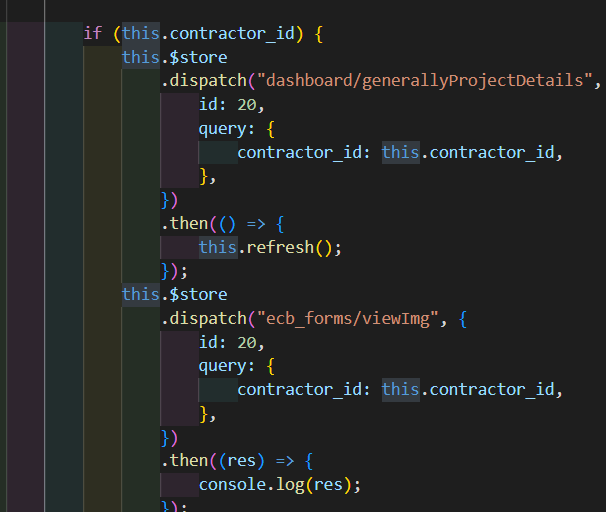 if (this.contractor_id) {
this.$store
.dispatch("dashboard/generallyProjectDetails",
id: 20,
query: {
contractor_id: this.contractor_id,
},
})
.then(() => {
this.refresh();
});
this.$store
.dispatch("ecb_forms/viewImg", {
id: 20,
query: {
contractor_id: this.contractor_id,
},
})
.then((res) => {
console.log(res);
});